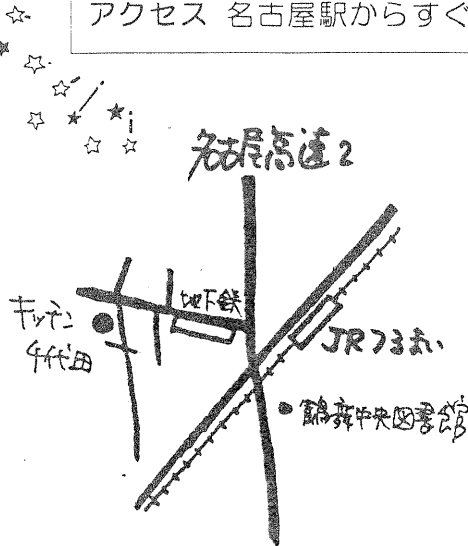 アクセス 名古屋駅からすぐ
名古屋高速2
地下鉄
キッチン
千代田
JRつるまい
鶴舞中央図書館